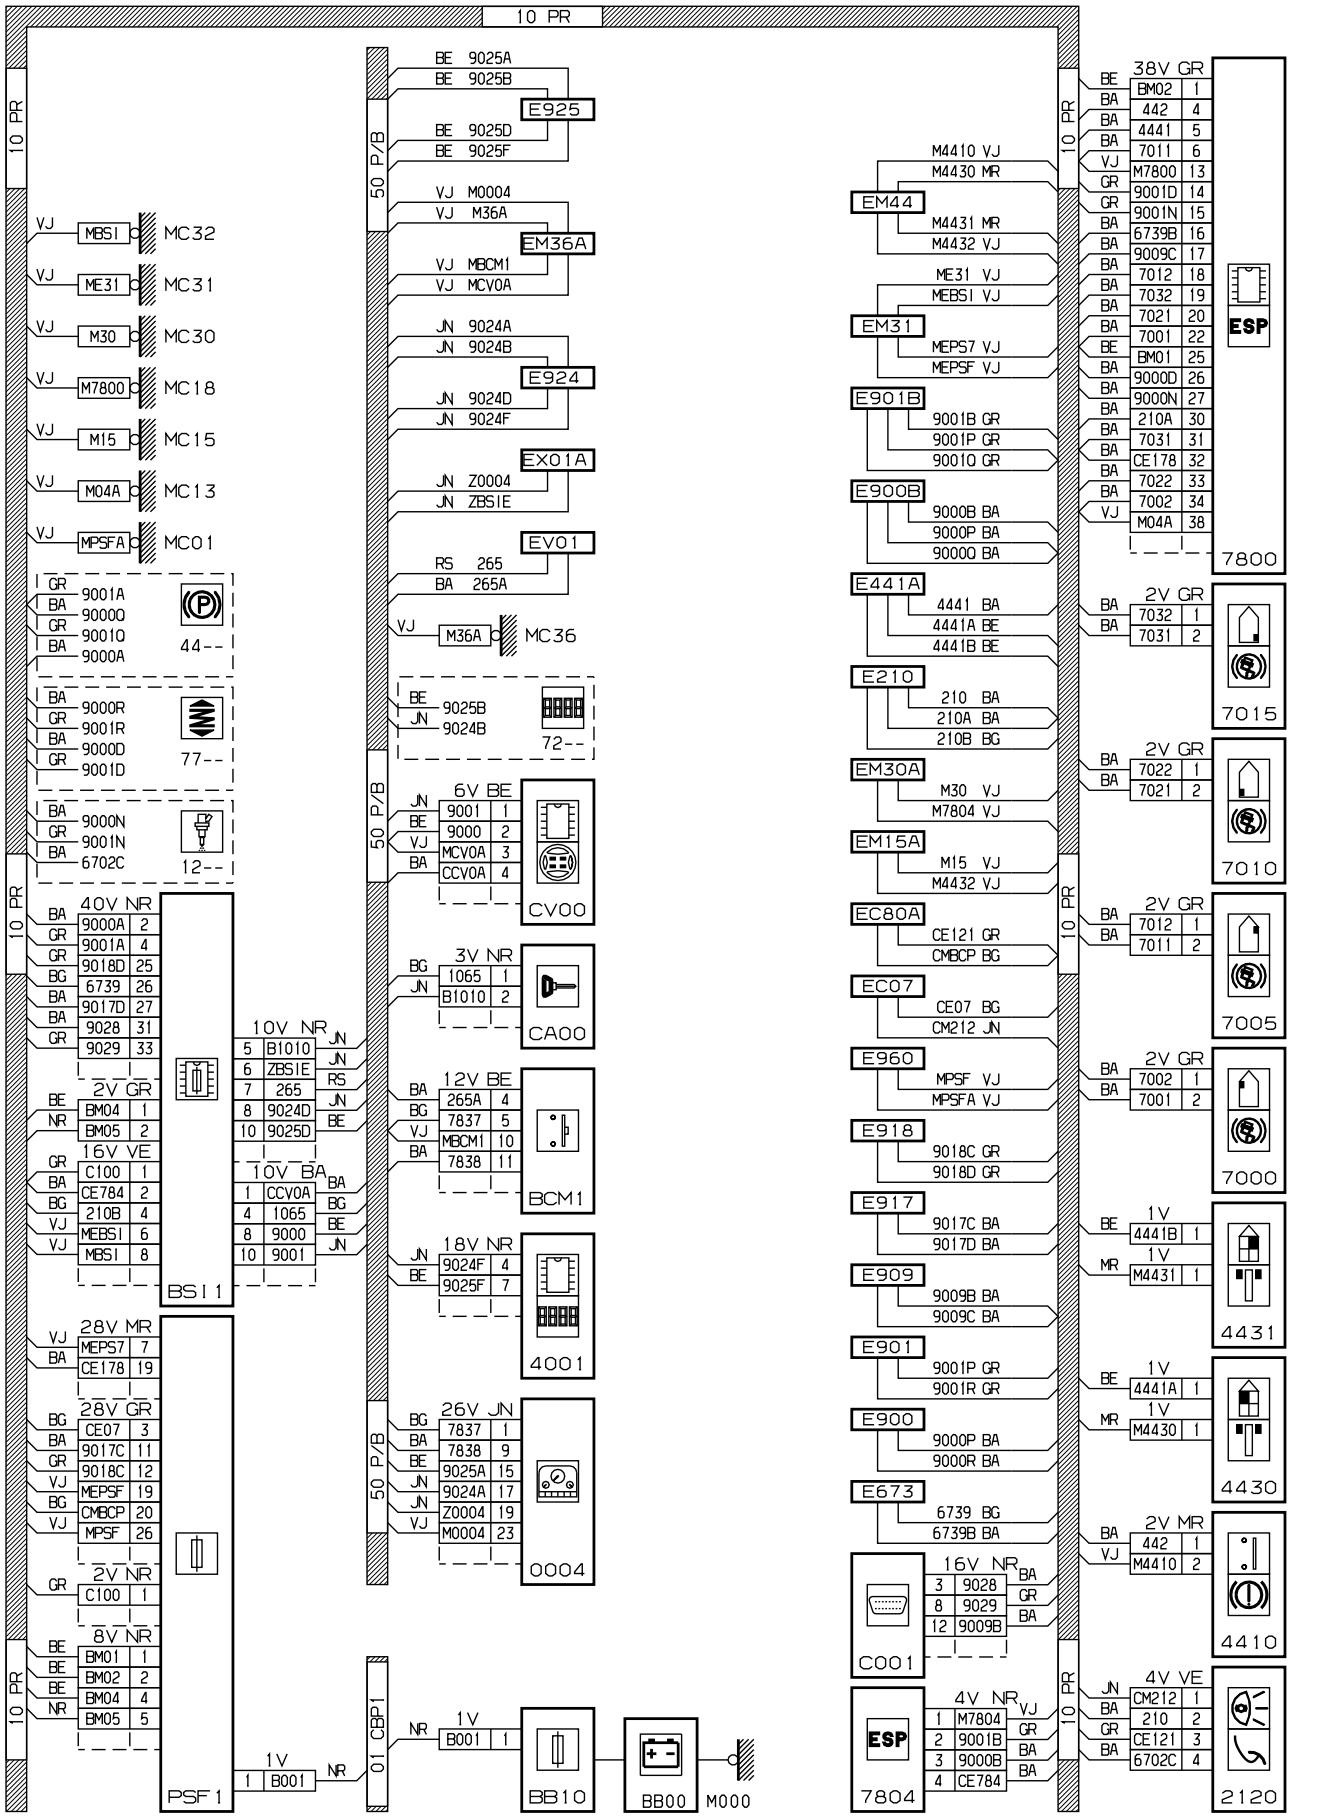 10 PR
10 PR
VJ MBSI MC32
VJ ME31 MC31
VJ M30 MC30
VJ M7800 MC18
VJ M15 MC15
VJ M04A MC13
VJ MPSFA MC01
GR 9001A
BA 9000Q
GR 9001Q
BA 9000A
P
44--
BA 9000R
GR 9001R
BA 9000D
GR 9001D
77--
BA 9000N
GR 9001N
BA 6702C
12--
10 PR
40V NR
BA 9000A 2
GR 9001A 4
GR 9018D 25
BG 6739 26
BA 9017D 27
BA 9028 31
GR 9029 33
2V GR
BE BM04 1
NR BM05 2
16V VE
GR C100 1
BA CE784 2
BG 210B 4
VJ MEBSI 6
VJ MBSI 8
10V NR
5 B1010 JN
6 ZBSIE JN
7 265 RS
8 9024D JN
10 9025D BE
10V BA
1 CCV0A BA
4 1065 BG
8 9000 BE
10 9001 JN
BSI1
28V MR
VJ MEPS7 7
BA CE178 19
28V GR
BG CE07 3
BA 9017C 11
GR 9018C 12
VJ MEPSF 19
BG CMBCP 20
VJ MPSF 26
2V NR
GR C100 1
8V NR
BE BM01 1
BE BM02 2
BE BM04 4
NR BM05 5
10 PR
1V
1 B001 NR
PSF1
50 P/B
BE 9025A
BE 9025B
E925
BE 9025D
BE 9025F
VJ M0004
VJ M36A
EM36A
VJ MBCM1
VJ MCV0A
JN 9024A
JN 9024B
E924
JN 9024D
JN 9024F
EX01A
JN Z0004
JN ZBSIE
EV01
RS 265
BA 265A
VJ M36A MC36
BE 9025B
JN 9024B
72--
50 P/B
6V BE
JN 9001 1
BE 9000 2
VJ MCV0A 3
BA CCV0A 4
CV00
3V NR
BG 1065 1
JN B1010 2
CA00
12V BE
BA 265A 4
BG 7837 5
VJ MBCM1 10
BA 7838 11
BCM1
18V NR
JN 9024F 4
BE 9025F 7
4001
50 P/B
26V JN
BG 7837 1
BA 7838 9
BE 9025A 15
JN 9024A 17
JN Z0004 19
VJ M0004 23
0004
01 CBP1
1V
NR B001 1
BB10
BB00
M000
M4410 VJ
M4430 MR
EM44
M4431 MR
M4432 VJ
ME31 VJ
MEBSI VJ
EM31
MEPS7 VJ
MEPSF VJ
E901B
9001B GR
9001P GR
9001Q GR
E900B
9000B BA
9000P BA
9000Q BA
E441A
4441 BA
4441A BE
4441B BE
E210
210 BA
210A BA
210B BG
EM30A
M30 VJ
M7804 VJ
EM15A
M15 VJ
M4432 VJ
EC80A
CE121 GR
CMBCP BG
EC07
CE07 BG
CM212 JN
E960
MPSF VJ
MPSFA VJ
E918
9018C GR
9018D GR
E917
9017C BA
9017D BA
E909
9009B BA
9009C BA
E901
9001P GR
9001R GR
E900
9000P BA
9000R BA
E673
6739 BG
6739B BA
16V NR
3 9028 BA
8 9029 GR
12 9009B BA
C001
4V NR
1 M7804 VJ
2 9001B GR
3 9000B BA
4 CE784 BA
ESP
7804
10 PR
10 PR
10 PR
38V GR
BE BM02 1
BA 442 4
BA 4441 5
BA 7011 6
VJ M7800 13
GR 9001D 14
GR 9001N 15
BA 6739B 16
BA 9009C 17
BA 7012 18
BA 7032 19
BA 7021 20
BA 7001 22
BE BM01 25
BA 9000D 26
BA 9000N 27
BA 210A 30
BA 7031 31
BA CE178 32
BA 7022 33
BA 7002 34
VJ M04A 38
ESP
7800
2V GR
BA 7032 1
BA 7031 2
7015
2V GR
BA 7022 1
BA 7021 2
7010
2V GR
BA 7012 1
BA 7011 2
7005
2V GR
BA 7002 1
BA 7001 2
7000
1V
BE 4441B 1
1V
MR M4431 1
4431
1V
BE 4441A 1
1V
MR M4430 1
4430
2V MR
BA 442 1
VJ M4410 2
4410
4V VE
JN CM212 1
BA 210 2
GR CE121 3
BA 6702C 4
2120